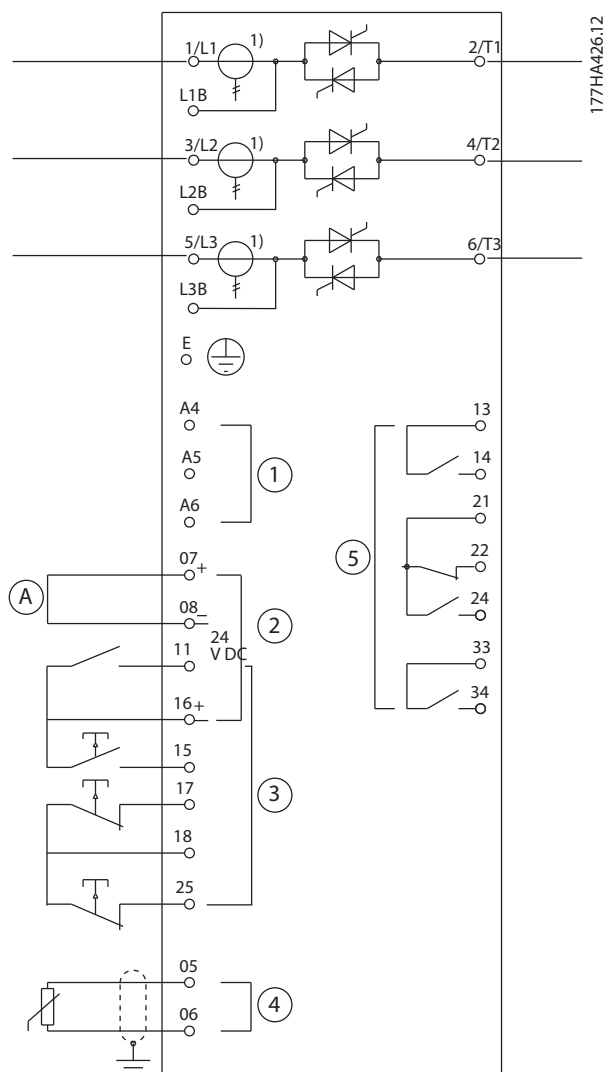 177HA426.12
1/L1 1) 2/T1
L1B
3/L2 1) 4/T2
L2B
5/L3 1) 6/T3
L3B
E
A4
A5
A6
1
13
14
21
22
24
33
34
5
A
07 +
08 −
24
V DC
2
11
16 +
15
17
18
25
3
05
06
4